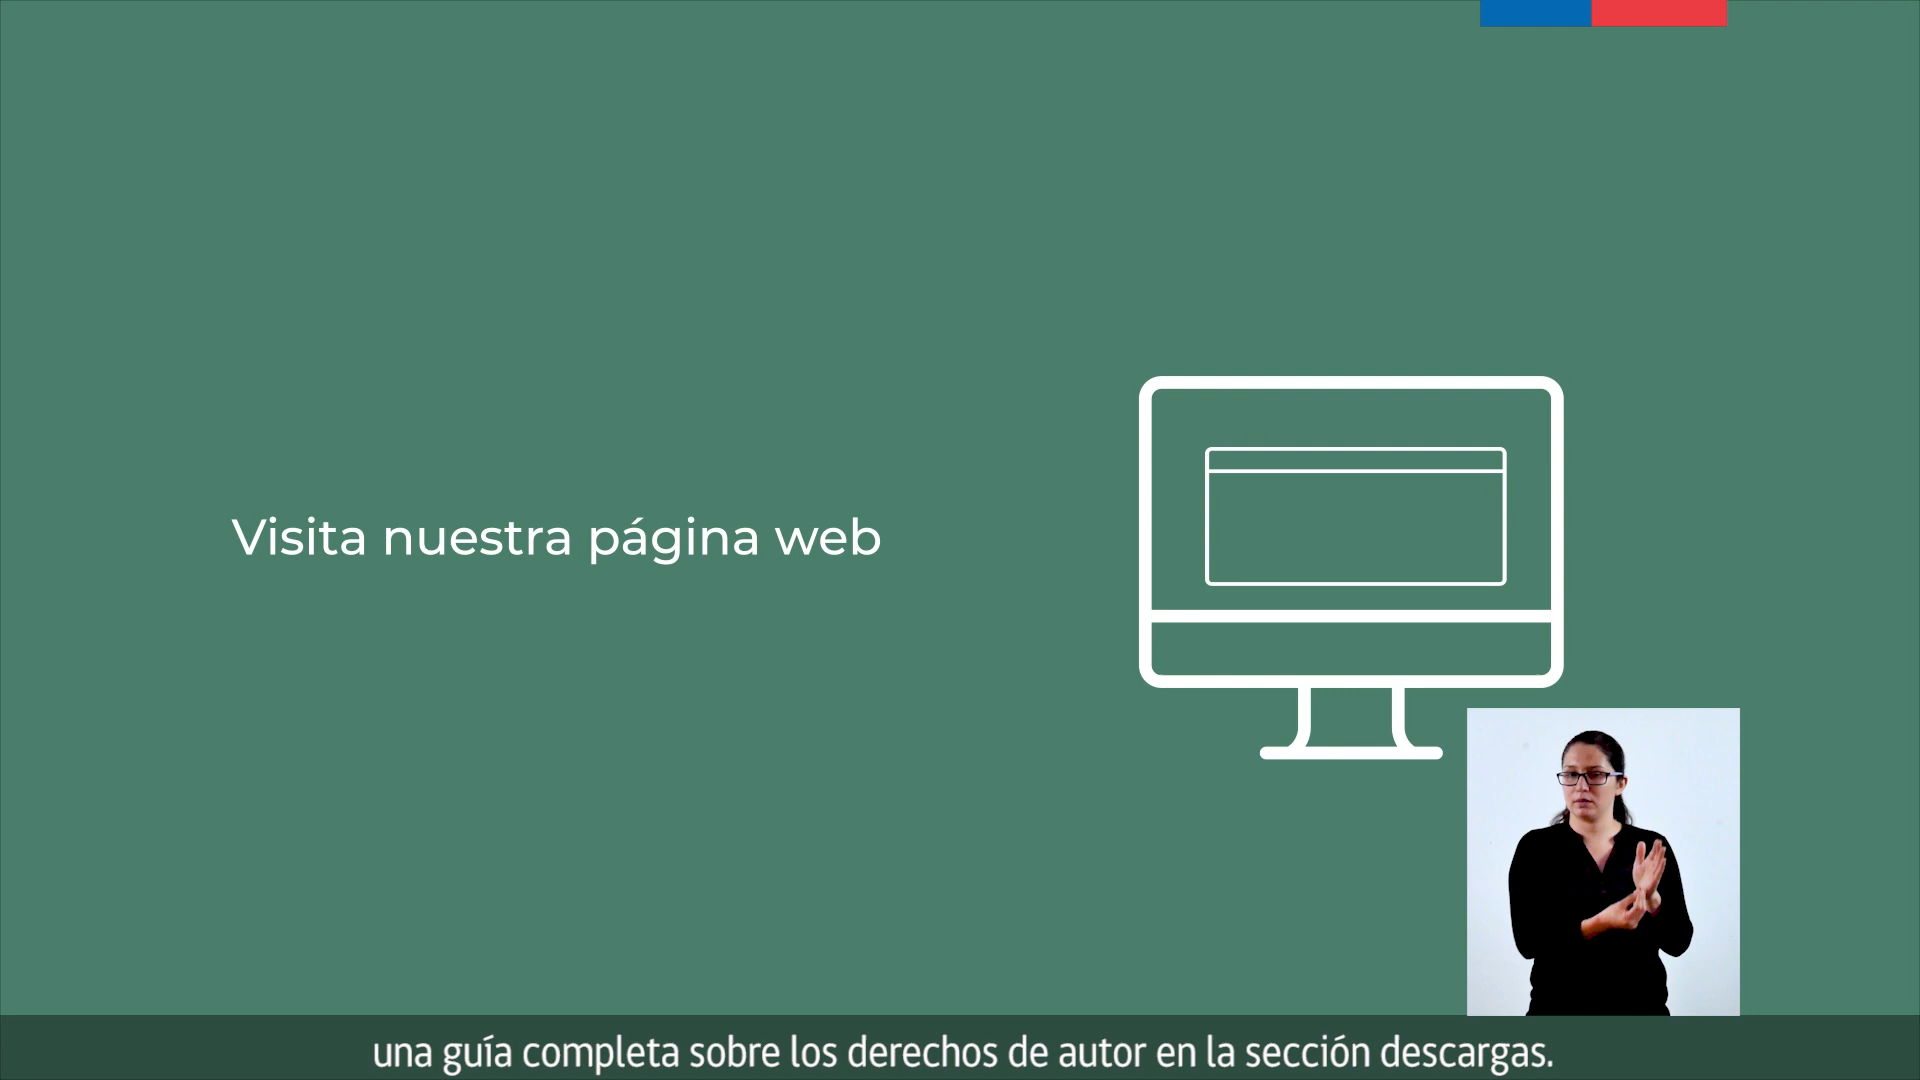 Visita nuestra página web
una guía completa sobre los derechos de autor en la sección descargas.